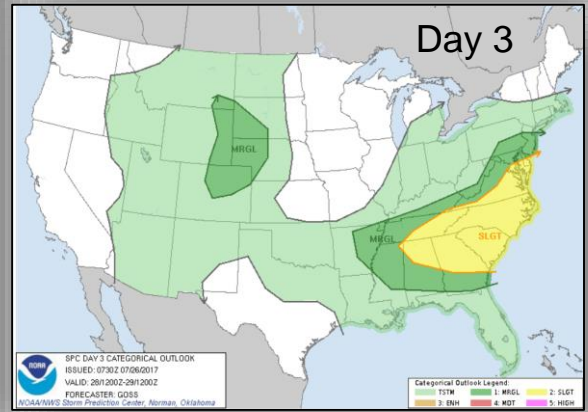 Day 3
MRGL
MRGL
SLGT
NOAA
SPC DAY 3 CATEGORICAL OUTLOOK
ISSUED: 0730Z 07/26/2017
VALID: 28/1200Z-29/1200Z
FORECASTER: GOSS
NOAA/NWS Storm Prediction Center, Norman, Oklahoma
Categorical Outlook Legend:
TSTM 1: MRGL 2: SLGT
3: ENH 4: MDT 5: HIGH